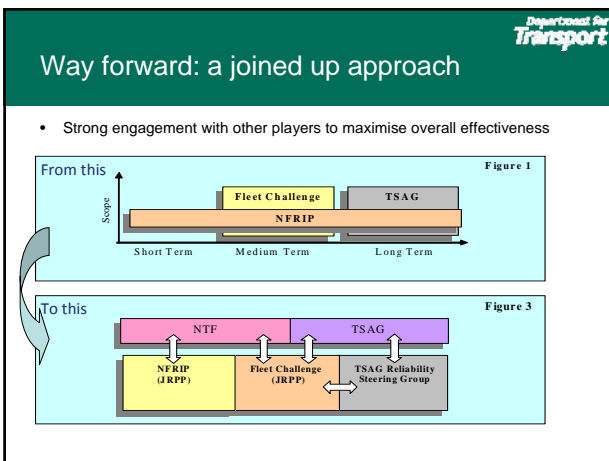 Department for
Transport
Way forward: a joined up approach
• Strong engagement with other players to maximise overall effectiveness
From this
Figure 1
Scope
Fleet Challenge
TSAG
NFRIP
Short Term
Medium Term
Long Term
To this
Figure 3
NTF
TSAG
NFRIP
(JRPP)
Fleet Challenge
(JRPP)
TSAG Reliability
Steering Group